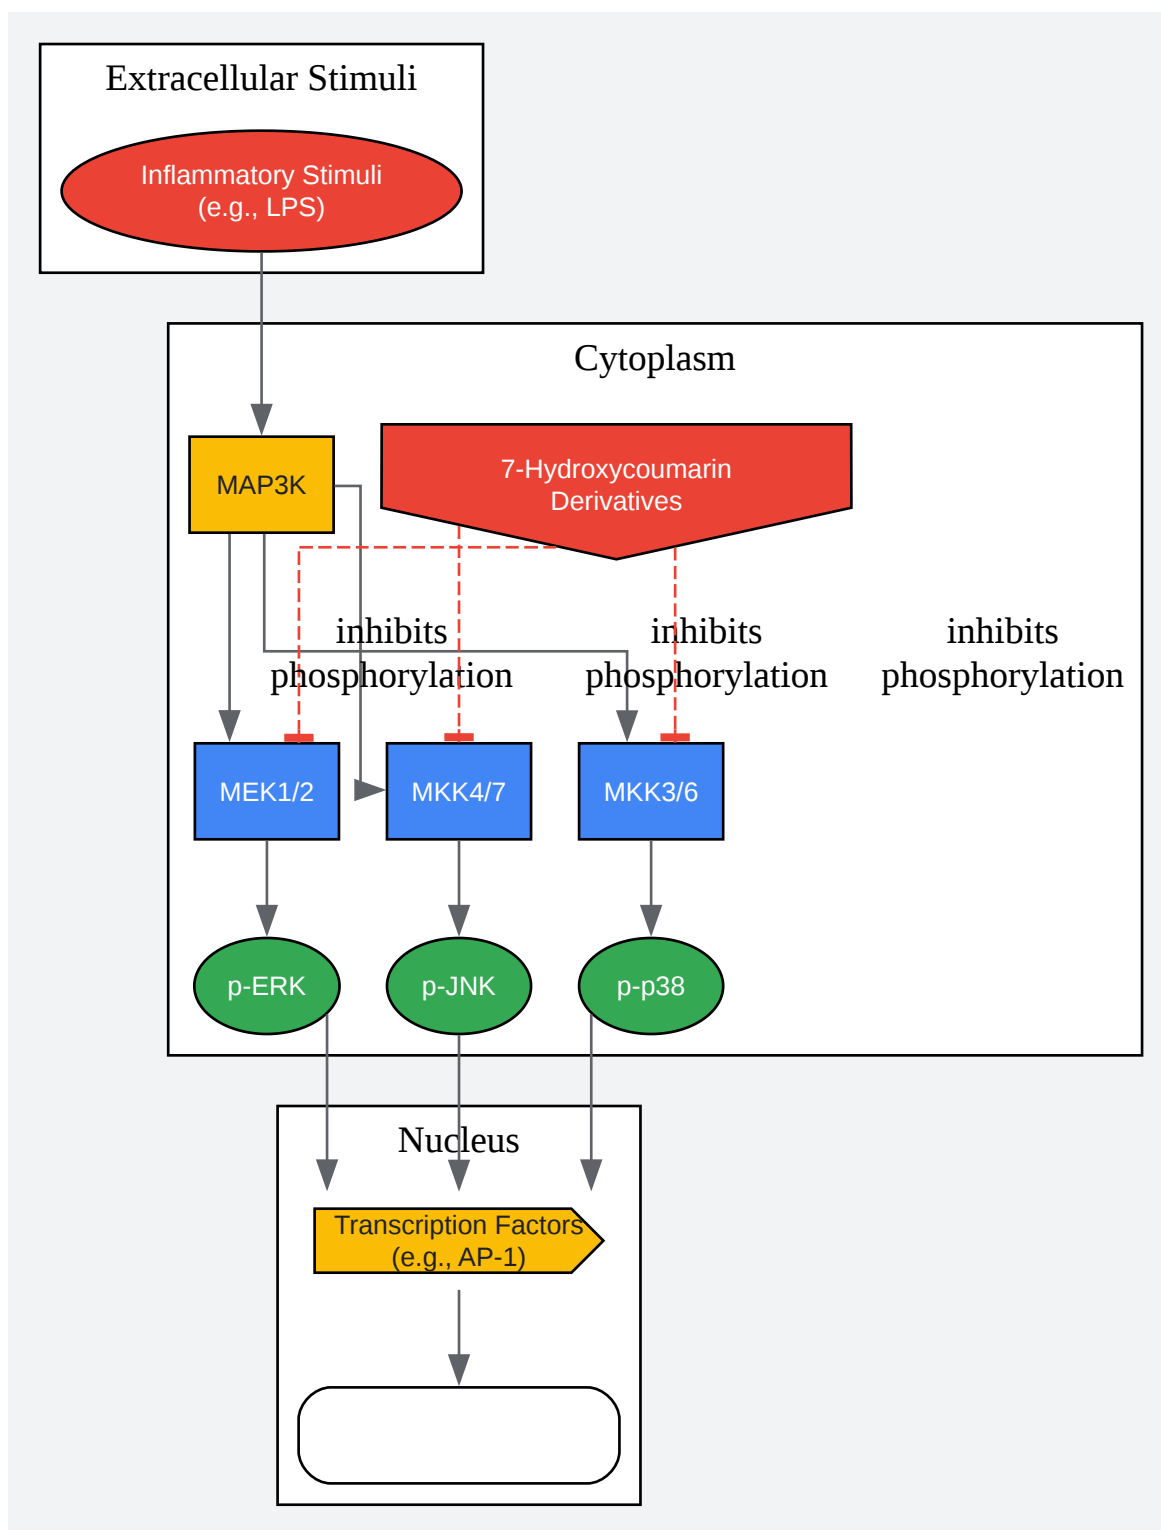 Extracellular Stimuli
Inflammatory Stimuli
(e.g., LPS)
Cytoplasm
MAP3K
7-Hydroxycoumarin
Derivatives
inhibits
phosphorylation
inhibits
phosphorylation
inhibits
phosphorylation
MEK1/2
MKK4/7
MKK3/6
p-ERK
p-JNK
p-p38
Nucleus
Transcription Factors
(e.g., AP-1)